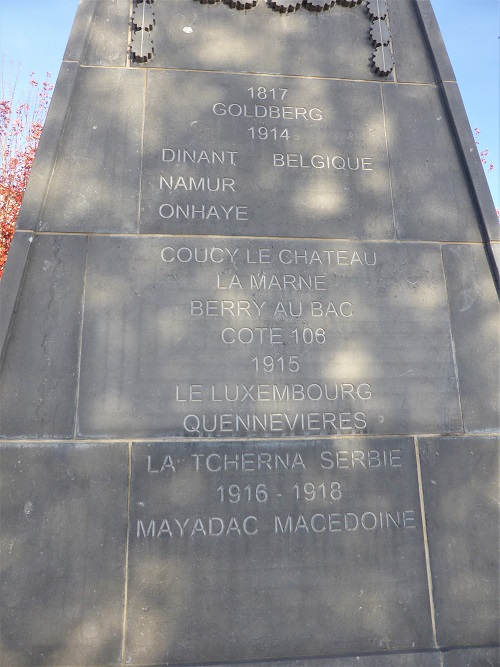 1817
GOLDBERG
1914
DINANT BELGIQUE
NAMUR
ONHAYE
COUCY LE CHATEAU
LA MARNE
BERRY AU BAC
COTE 108
1915
LE LUXEMBOURG
QUENNEVIERES
LA TCHERNA SERBIE
1916 - 1918
MAYADAC MACEDOINE